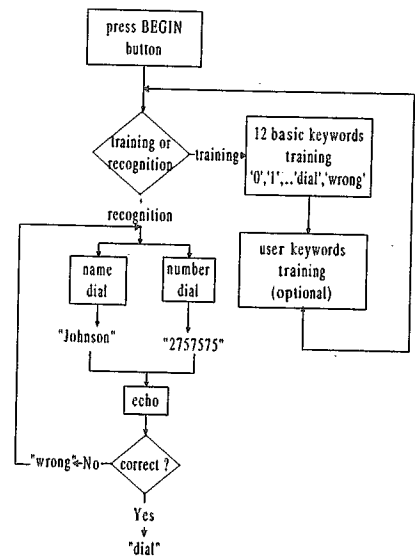 press BEGIN
button
training or
recognition
training
12 basic keywords
training
'0','1',..'dial','wrong'
user keywords
training
(optional)
recognition
name
dial
number
dial
"Johnson"
"2757575"
echo
correct ?
No
"wrong"
Yes
"dial"